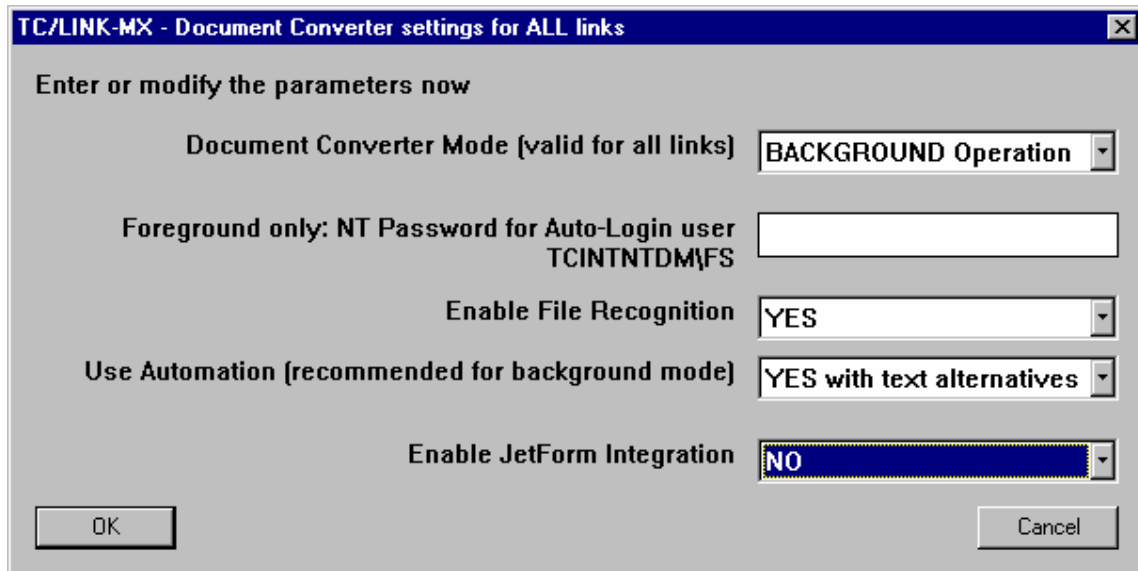 TC/LINK-MX - Document Converter settings for ALL links
Enter or modify the parameters now
Document Converter Mode (valid for all links)
BACKGROUND Operation
Foreground only: NT Password for Auto-Login user
TCINTNTDM\FS
Enable File Recognition
YES
Use Automation (recommended for background mode)
YES with text alternatives
Enable JetForm Integration
NO
OK
Cancel